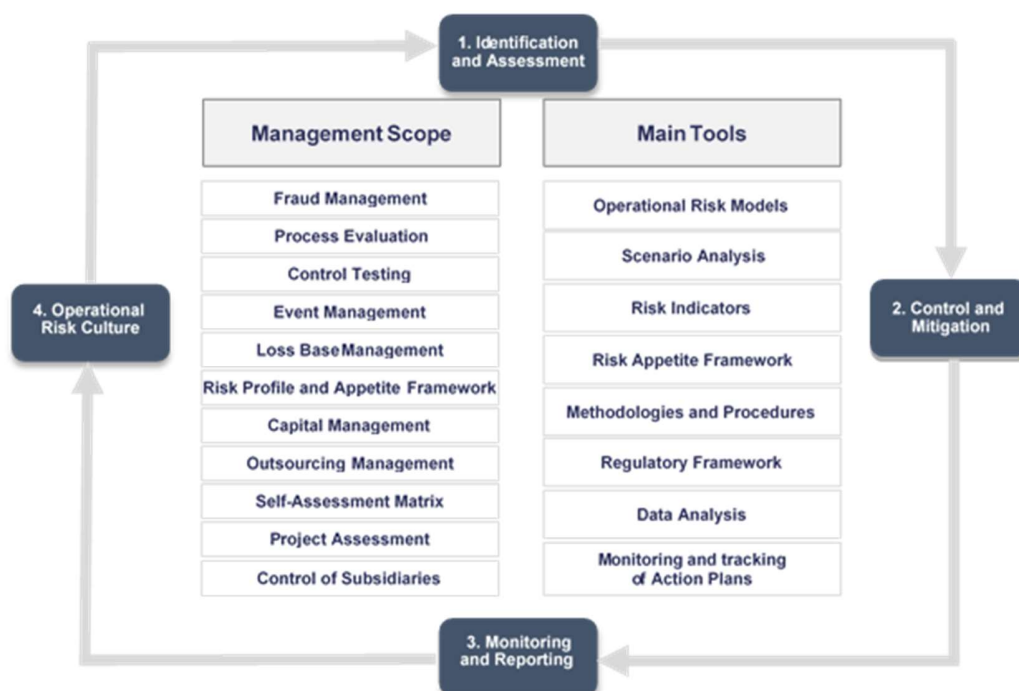 1. Identification
and Assessment
Management Scope
Main Tools
Fraud Management
Process Evaluation
Control Testing
Event Management
Loss Base Management
Risk Profile and Appetite Framework
Capital Management
Outsourcing Management
Self-Assessment Matrix
Project Assessment
Control of Subsidiaries
Operational Risk Models
Scenario Analysis
Risk Indicators
Risk Appetite Framework
Methodologies and Procedures
Regulatory Framework
Data Analysis
Monitoring and tracking
of Action Plans
2. Control and
Mitigation
3. Monitoring
and Reporting
4. Operational
Risk Culture